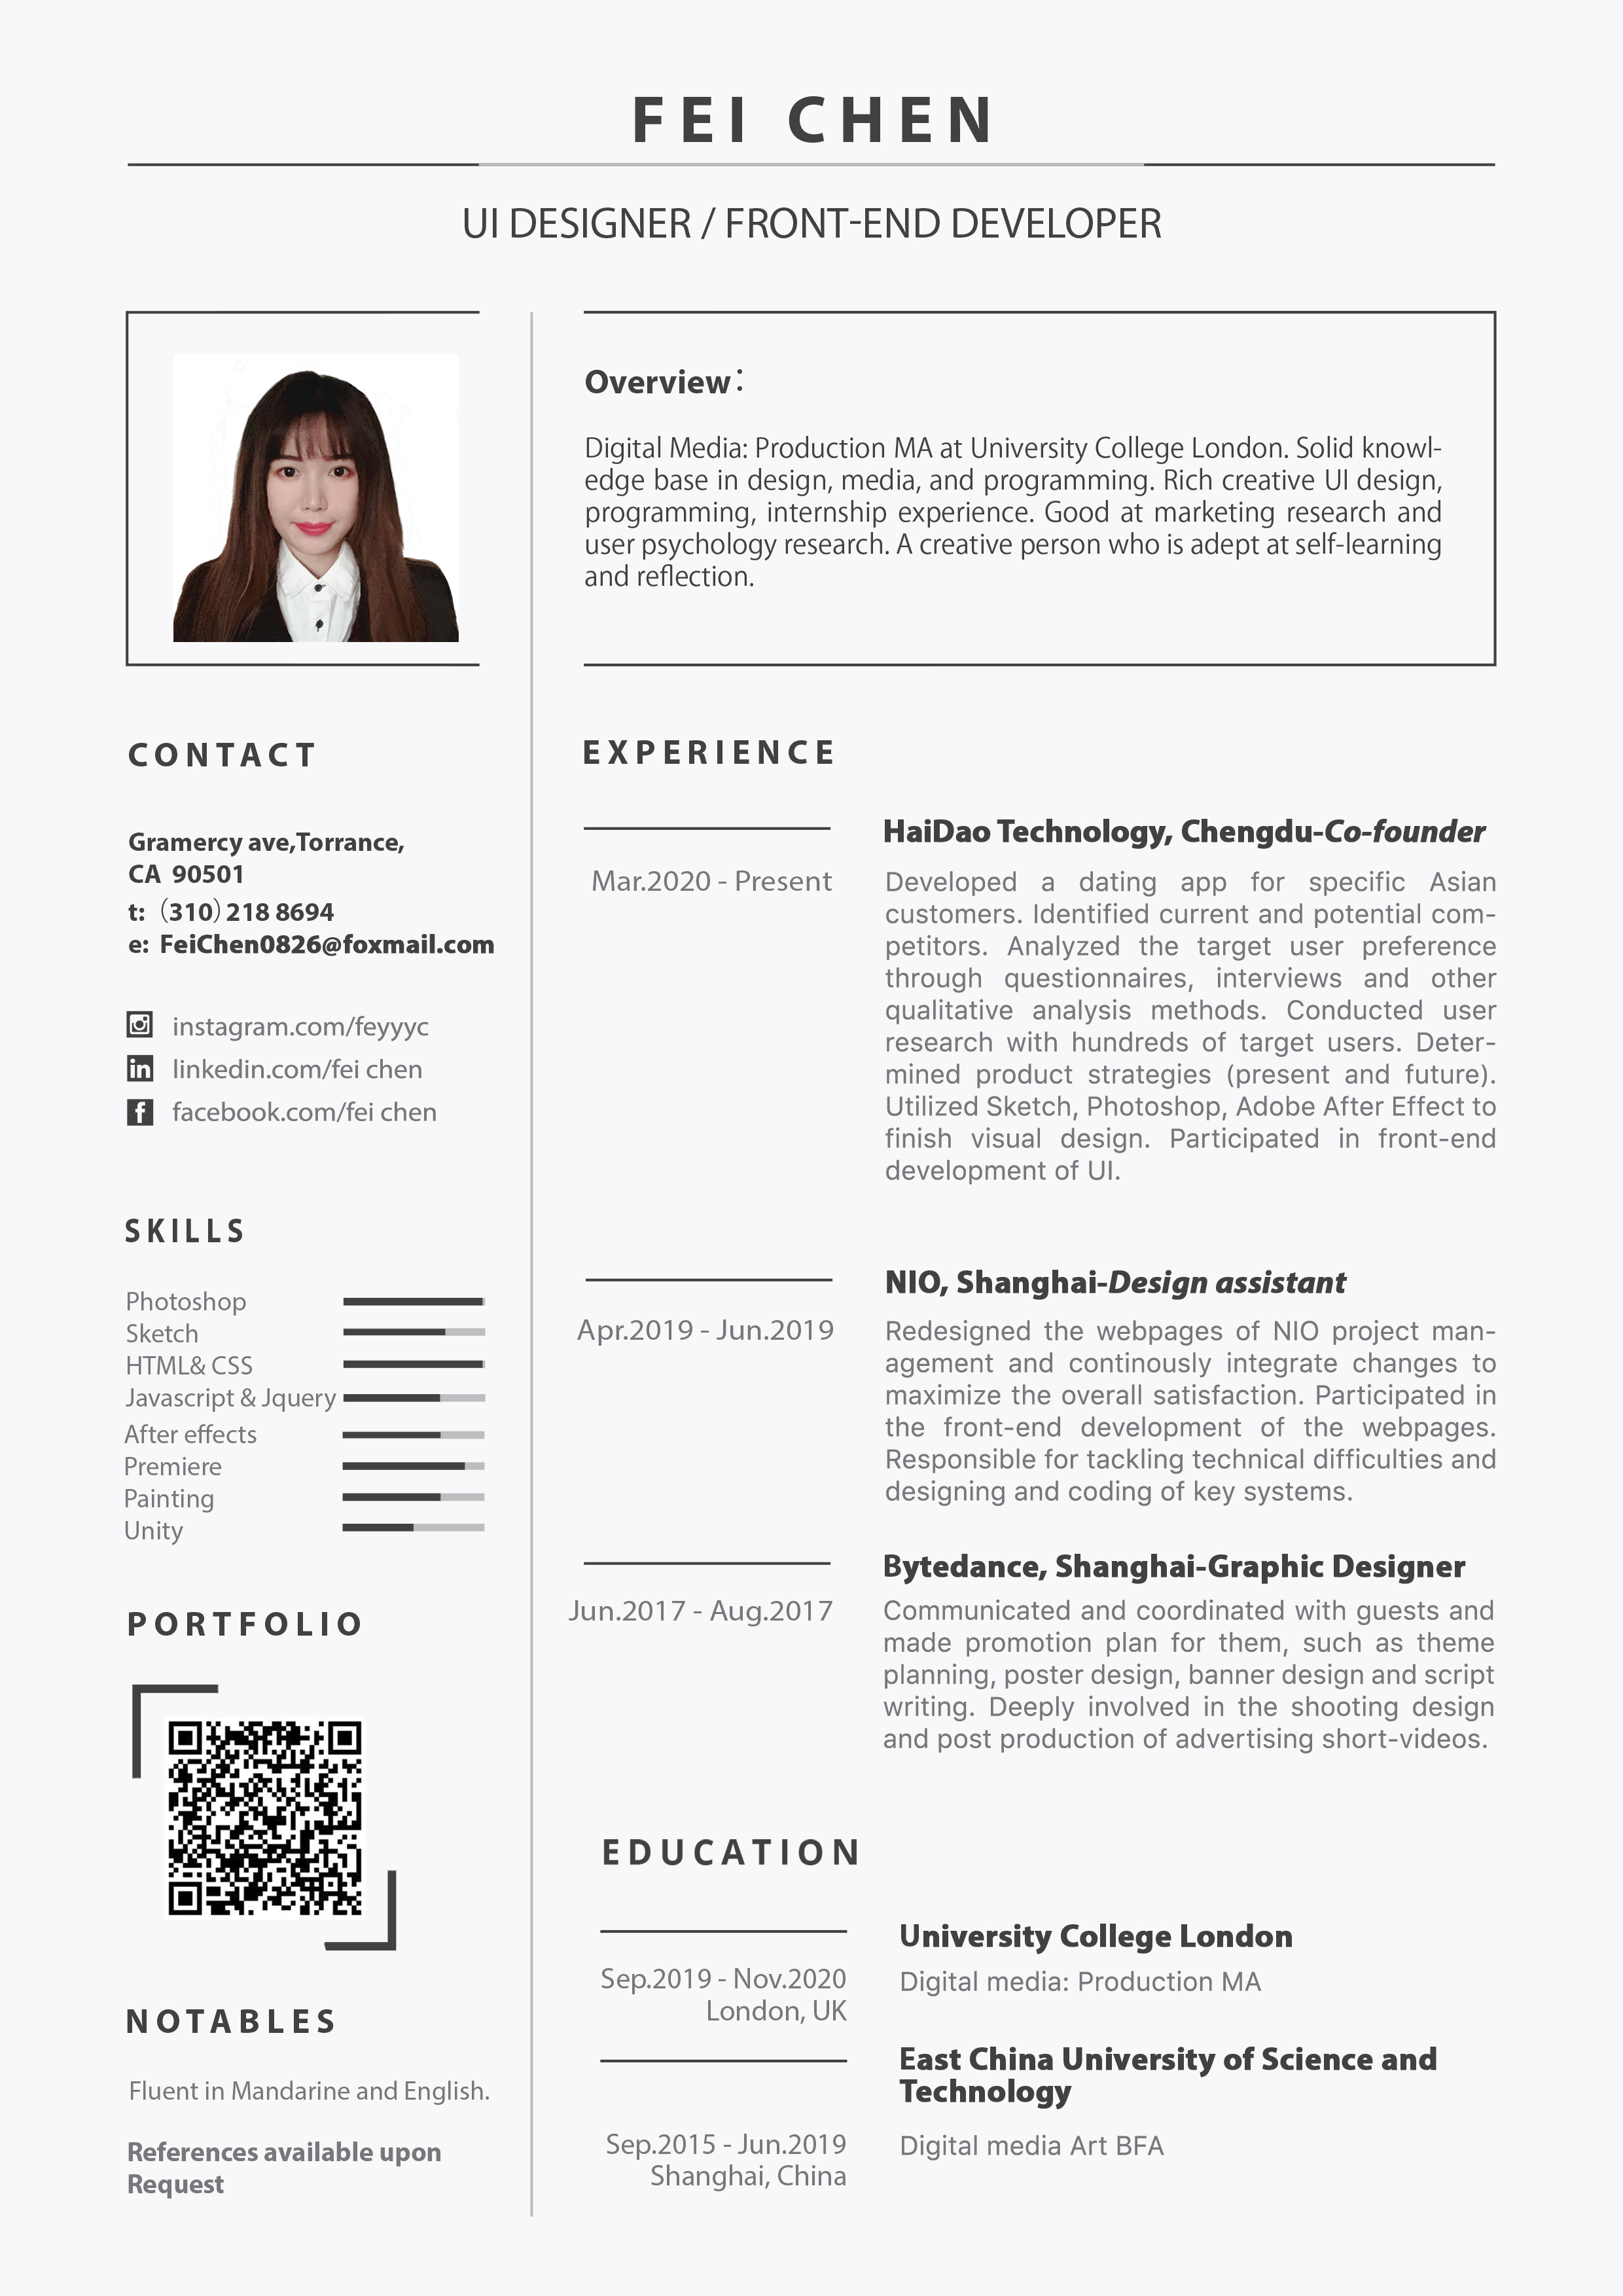 FEI CHEN
UI DESIGNER / FRONT-END DEVELOPER
Overview：
Digital Media: Production MA at University College London. Solid knowl-
edge base in design, media, and programming. Rich creative UI design,
programming, internship experience. Good at marketing research and
user psychology research. A creative person who is adept at self-learning
and reflection.
CONTACT
Gramercy ave,Torrance,
CA 90501
t: （310）218 8694
e: FeiChen0826@foxmail.com
instagram.com/feyyyc
linkedin.com/fei chen
facebook.com/fei chen
SKILLS
Photoshop
Sketch
HTML& CSS
Javascript & Jquery
After effects
Premiere
Painting
Unity
PORTFOLIO
NOTABLES
Fluent in Mandarine and English.
References available upon
Request
EXPERIENCE
Mar.2020 - Present
HaiDao Technology, Chengdu-Co-founder
Developed a dating app for specific Asian
customers. Identified current and potential com-
petitors. Analyzed the target user preference
through questionnaires, interviews and other
qualitative analysis methods. Conducted user
research with hundreds of target users. Deter-
mined product strategies (present and future).
Utilized Sketch, Photoshop, Adobe After Effect to
finish visual design. Participated in front-end
development of UI.
Apr.2019 - Jun.2019
NIO, Shanghai-Design assistant
Redesigned the webpages of NIO project man-
agement and continously integrate changes to
maximize the overall satisfaction. Participated in
the front-end development of the webpages.
Responsible for tackling technical difficulties and
designing and coding of key systems.
Jun.2017 - Aug.2017
Bytedance, Shanghai-Graphic Designer
Communicated and coordinated with guests and
made promotion plan for them, such as theme
planning, poster design, banner design and script
writing. Deeply involved in the shooting design
and post production of advertising short-videos.
EDUCATION
Sep.2019 - Nov.2020
London, UK
University College London
Digital media: Production MA
East China University of Science and
Technology
Sep.2015 - Jun.2019
Shanghai, China
Digital media Art BFA